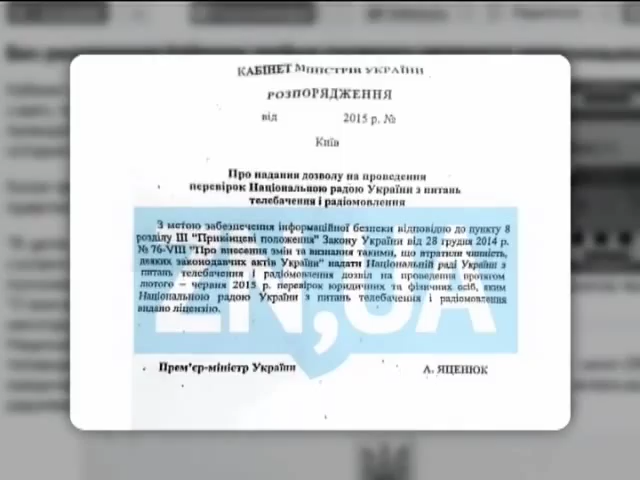 КАБІНЕТ МІНІСТРІВ УКРАЇНИ
РОЗПОРЯДЖЕННЯ
від 2015 р. №
Київ
Про надання дозволу на проведення
перевірок Національною радою України з питань
телебачення і радіомовлення
З метою забезпечення інформаційної безпеки відповідно до пункту 8
розділу III "Прикінцеві положення" Закону України від 28 грудня 2014 р.
№ 76-VIII "Про внесення змін та визнання такими, що втратили чинність,
деяких законодавчих актів України" надати Національній раді України з
питань телебачення і радіомовлення дозвіл на проведення протягом
лютого – червня 2015 р. перевірок юридичних та фізичних осіб, яким
Національною радою України з питань телебачення і радіомовлення
видано ліцензію.
ZN,UA
Прем'єр-міністр України А. ЯЦЕНЮК